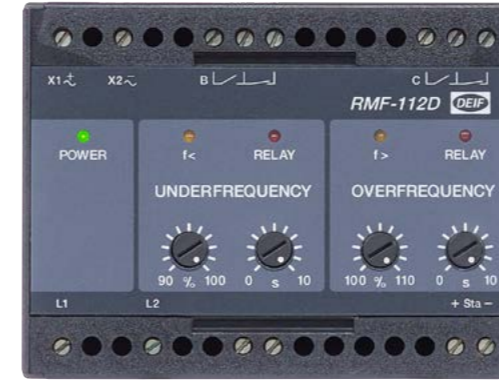 X1 X2 B C
RMF-112D DEIF
POWER f< RELAY f> RELAY
UNDERFREQUENCY OVERFREQUENCY
90 % 100 0 s 10 100 % 110 0 s 10
L1 L2 + Sta −